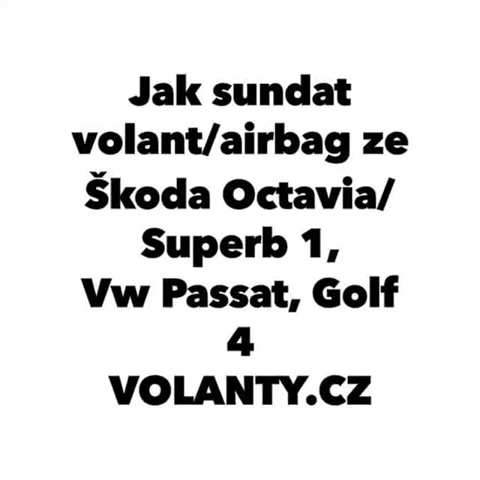 Jak sundat
volant/airbag ze
Škoda Octavia/
Superb 1,
Vw Passat, Golf
4
VOLANTY.CZ